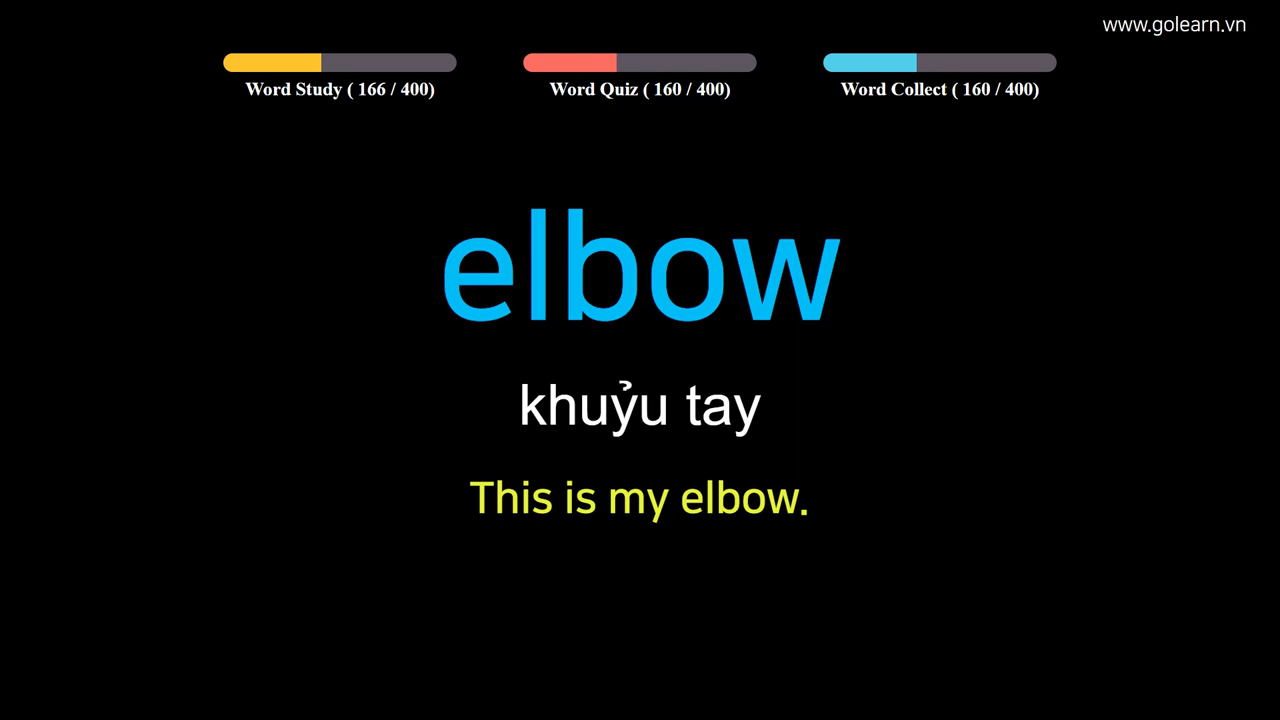 www.golearn.vn
Word Study ( 166 / 400)
Word Quiz ( 160 / 400)
Word Collect ( 160 / 400)
elbow
khuỷu tay
This is my elbow.